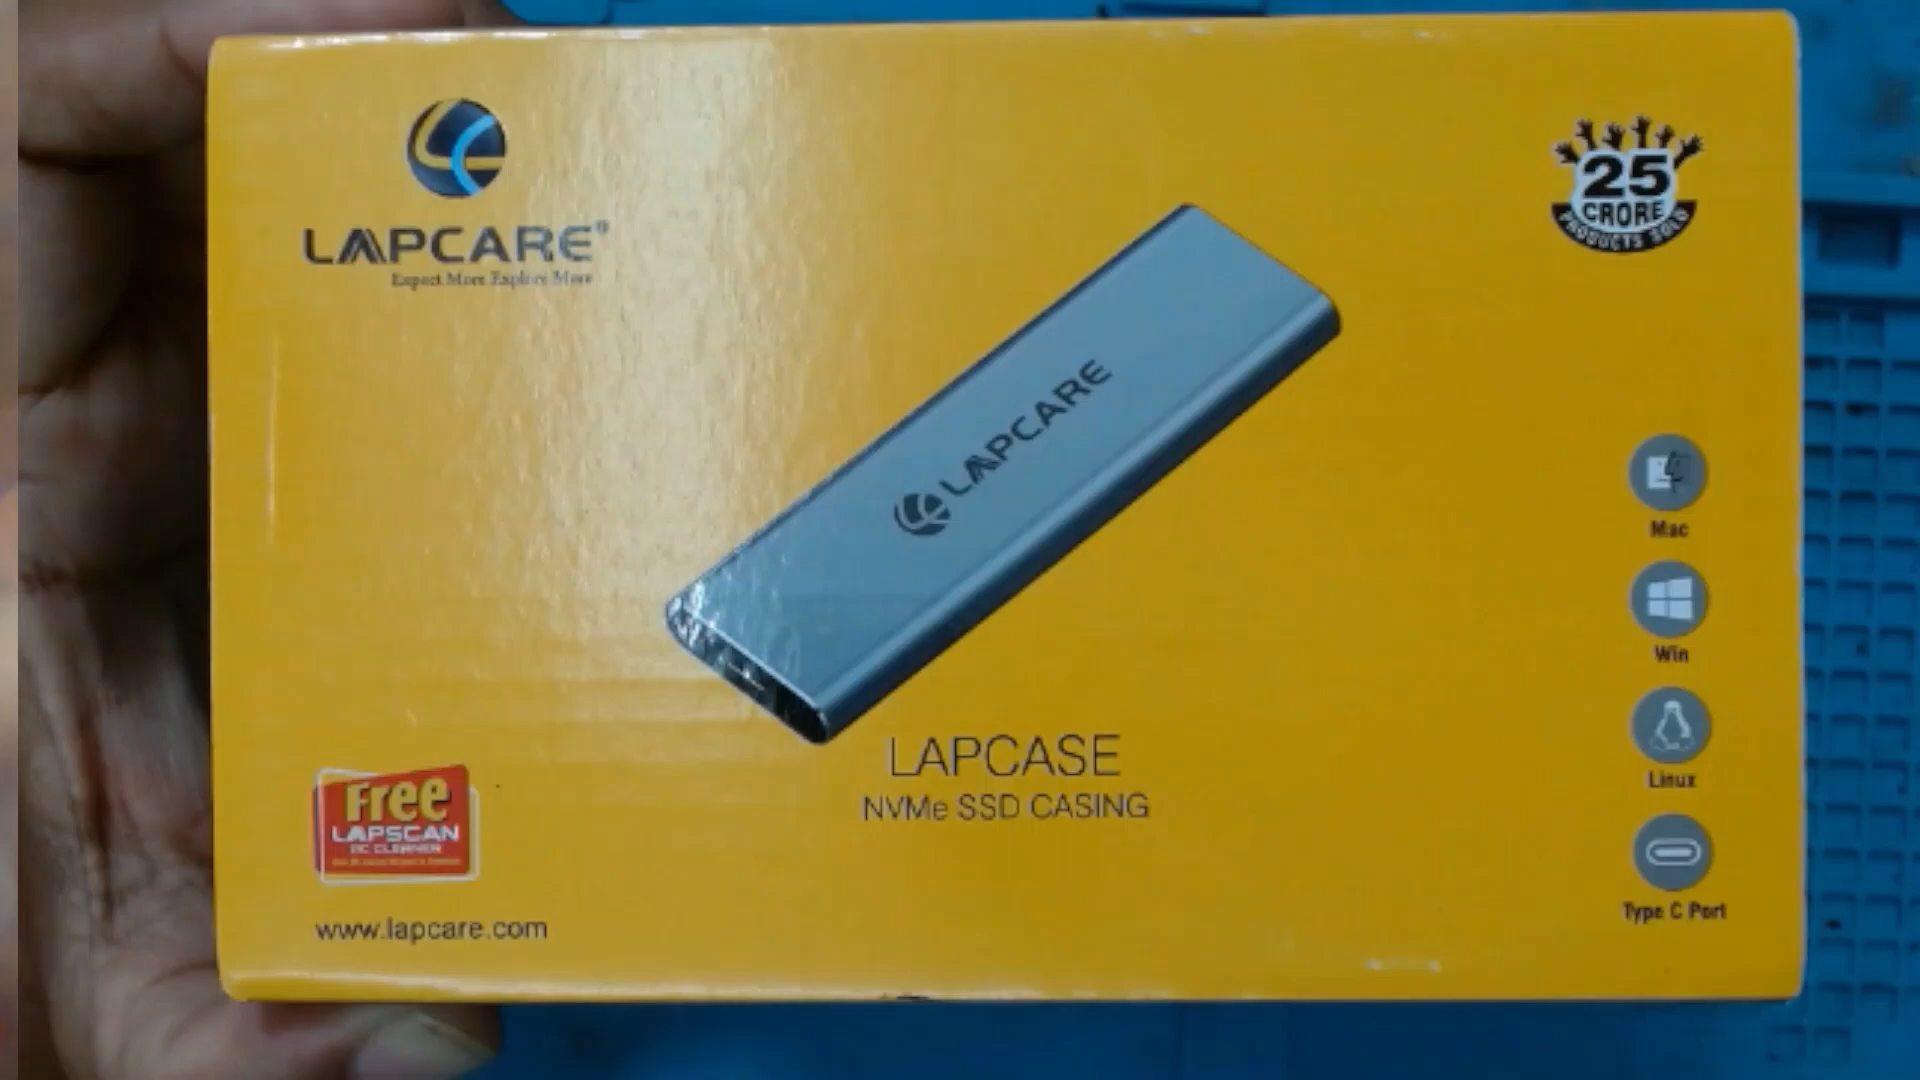 LAPCARE®
Expect More Explore More
25
CRORE
PRODUCTS SOLD
LAPCARE
Mac
Win
Linux
Type C Port
LAPCASE
NVMe SSD CASING
Free
LAPSCAN
PC CLEANER
www.lapcare.com